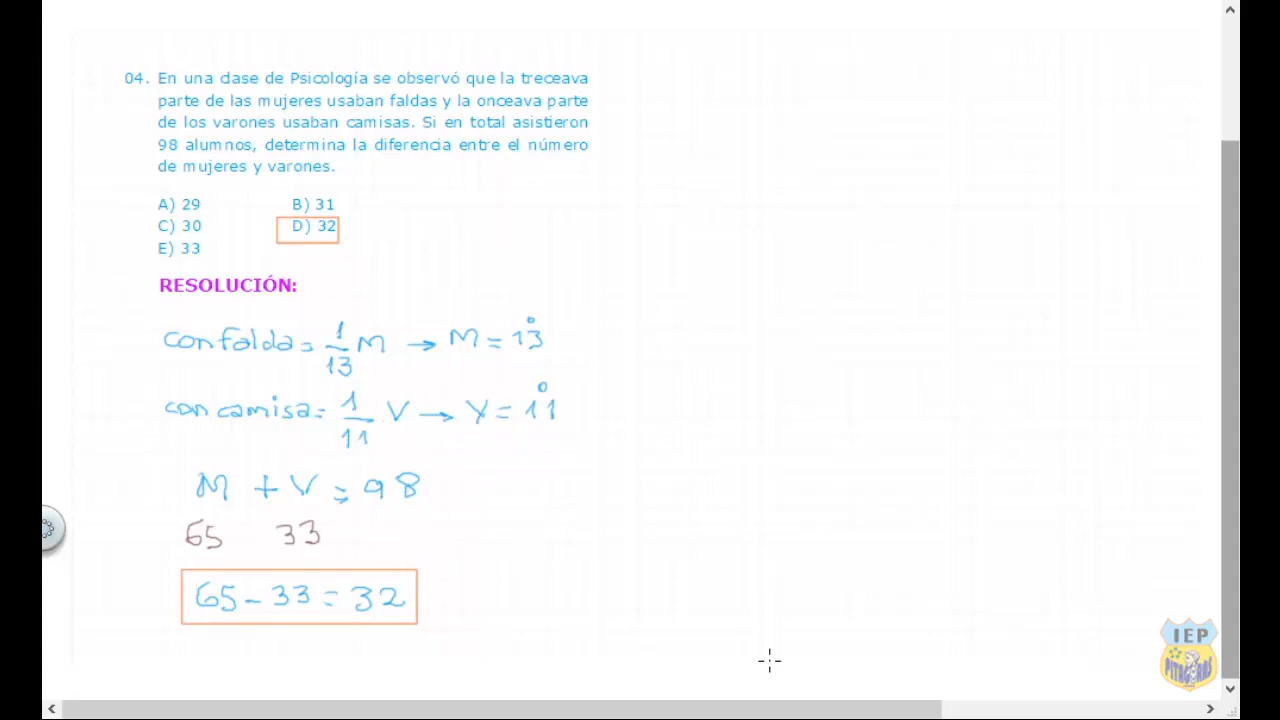 04. En una clase de Psicología se observó que la treceava
parte de las mujeres usaban faldas y la onceava parte
de los varones usaban camisas. Si en total asistieron
98 alumnos, determina la diferencia entre el número
de mujeres y varones.
A) 29 B) 31
C) 30 D) 32
E) 33
RESOLUCIÓN:
con falda = 1/13 M → M = 13°
con camisa = 1/11 V → V = 11°
M + V = 98
65 33
65 - 33 = 32
IEP
PITAGORAS